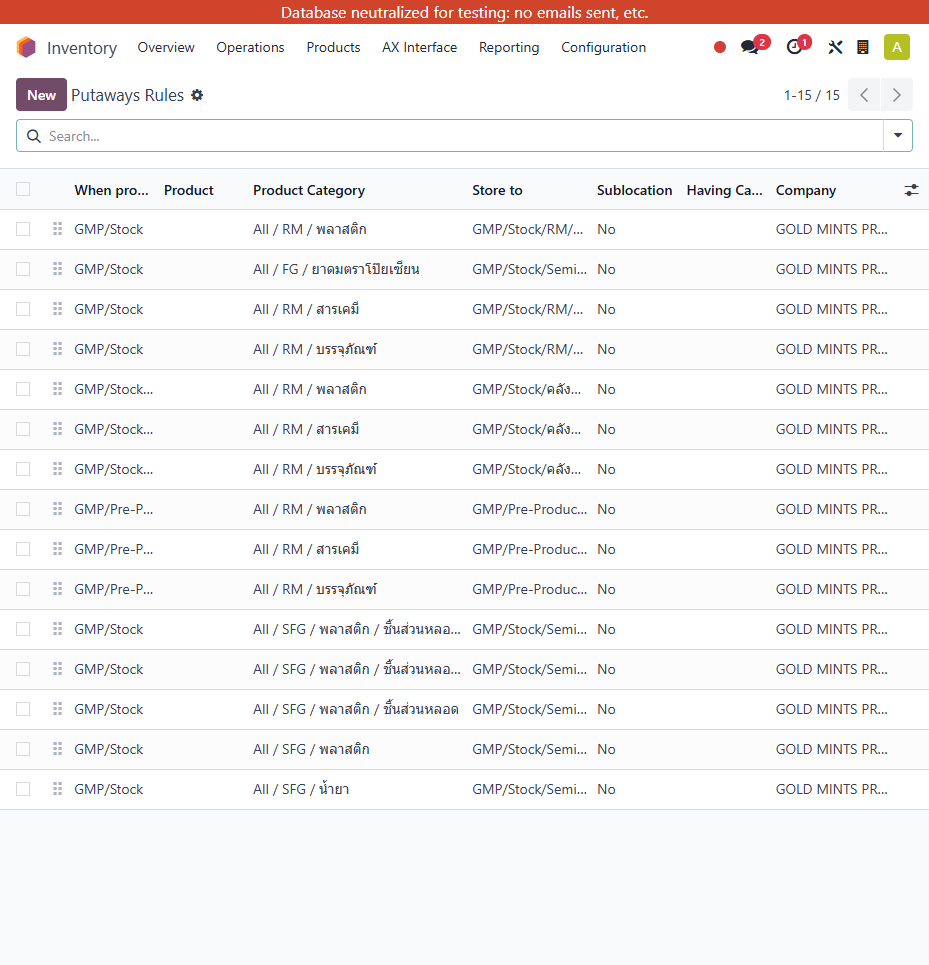 Database neutralized for testing: no emails sent, etc.
Inventory Overview Operations Products AX Interface Reporting Configuration 2 1 A
New Putaways Rules 1-15 / 15
Search...
When pro... Product Product Category Store to Sublocation Having Ca... Company
GMP/Stock All / RM / พลาสติก GMP/Stock/RM/... No GOLD MINTS PR...
GMP/Stock All / FG / ยาดมตราโป๊ยเซียน GMP/Stock/Semi... No GOLD MINTS PR...
GMP/Stock All / RM / สารเคมี GMP/Stock/RM/... No GOLD MINTS PR...
GMP/Stock All / RM / บรรจุภัณฑ์ GMP/Stock/RM/... No GOLD MINTS PR...
GMP/Stock... All / RM / พลาสติก GMP/Stock/คลัง... No GOLD MINTS PR...
GMP/Stock... All / RM / สารเคมี GMP/Stock/คลัง... No GOLD MINTS PR...
GMP/Stock... All / RM / บรรจุภัณฑ์ GMP/Stock/คลัง... No GOLD MINTS PR...
GMP/Pre-P... All / RM / พลาสติก GMP/Pre-Produc... No GOLD MINTS PR...
GMP/Pre-P... All / RM / สารเคมี GMP/Pre-Produc... No GOLD MINTS PR...
GMP/Pre-P... All / RM / บรรจุภัณฑ์ GMP/Pre-Produc... No GOLD MINTS PR...
GMP/Stock All / SFG / พลาสติก / ชิ้นส่วนหลอ... GMP/Stock/Semi... No GOLD MINTS PR...
GMP/Stock All / SFG / พลาสติก / ชิ้นส่วนหลอ... GMP/Stock/Semi... No GOLD MINTS PR...
GMP/Stock All / SFG / พลาสติก / ชิ้นส่วนหลอด GMP/Stock/Semi... No GOLD MINTS PR...
GMP/Stock All / SFG / พลาสติก GMP/Stock/Semi... No GOLD MINTS PR...
GMP/Stock All / SFG / น้ำยา GMP/Stock/Semi... No GOLD MINTS PR...